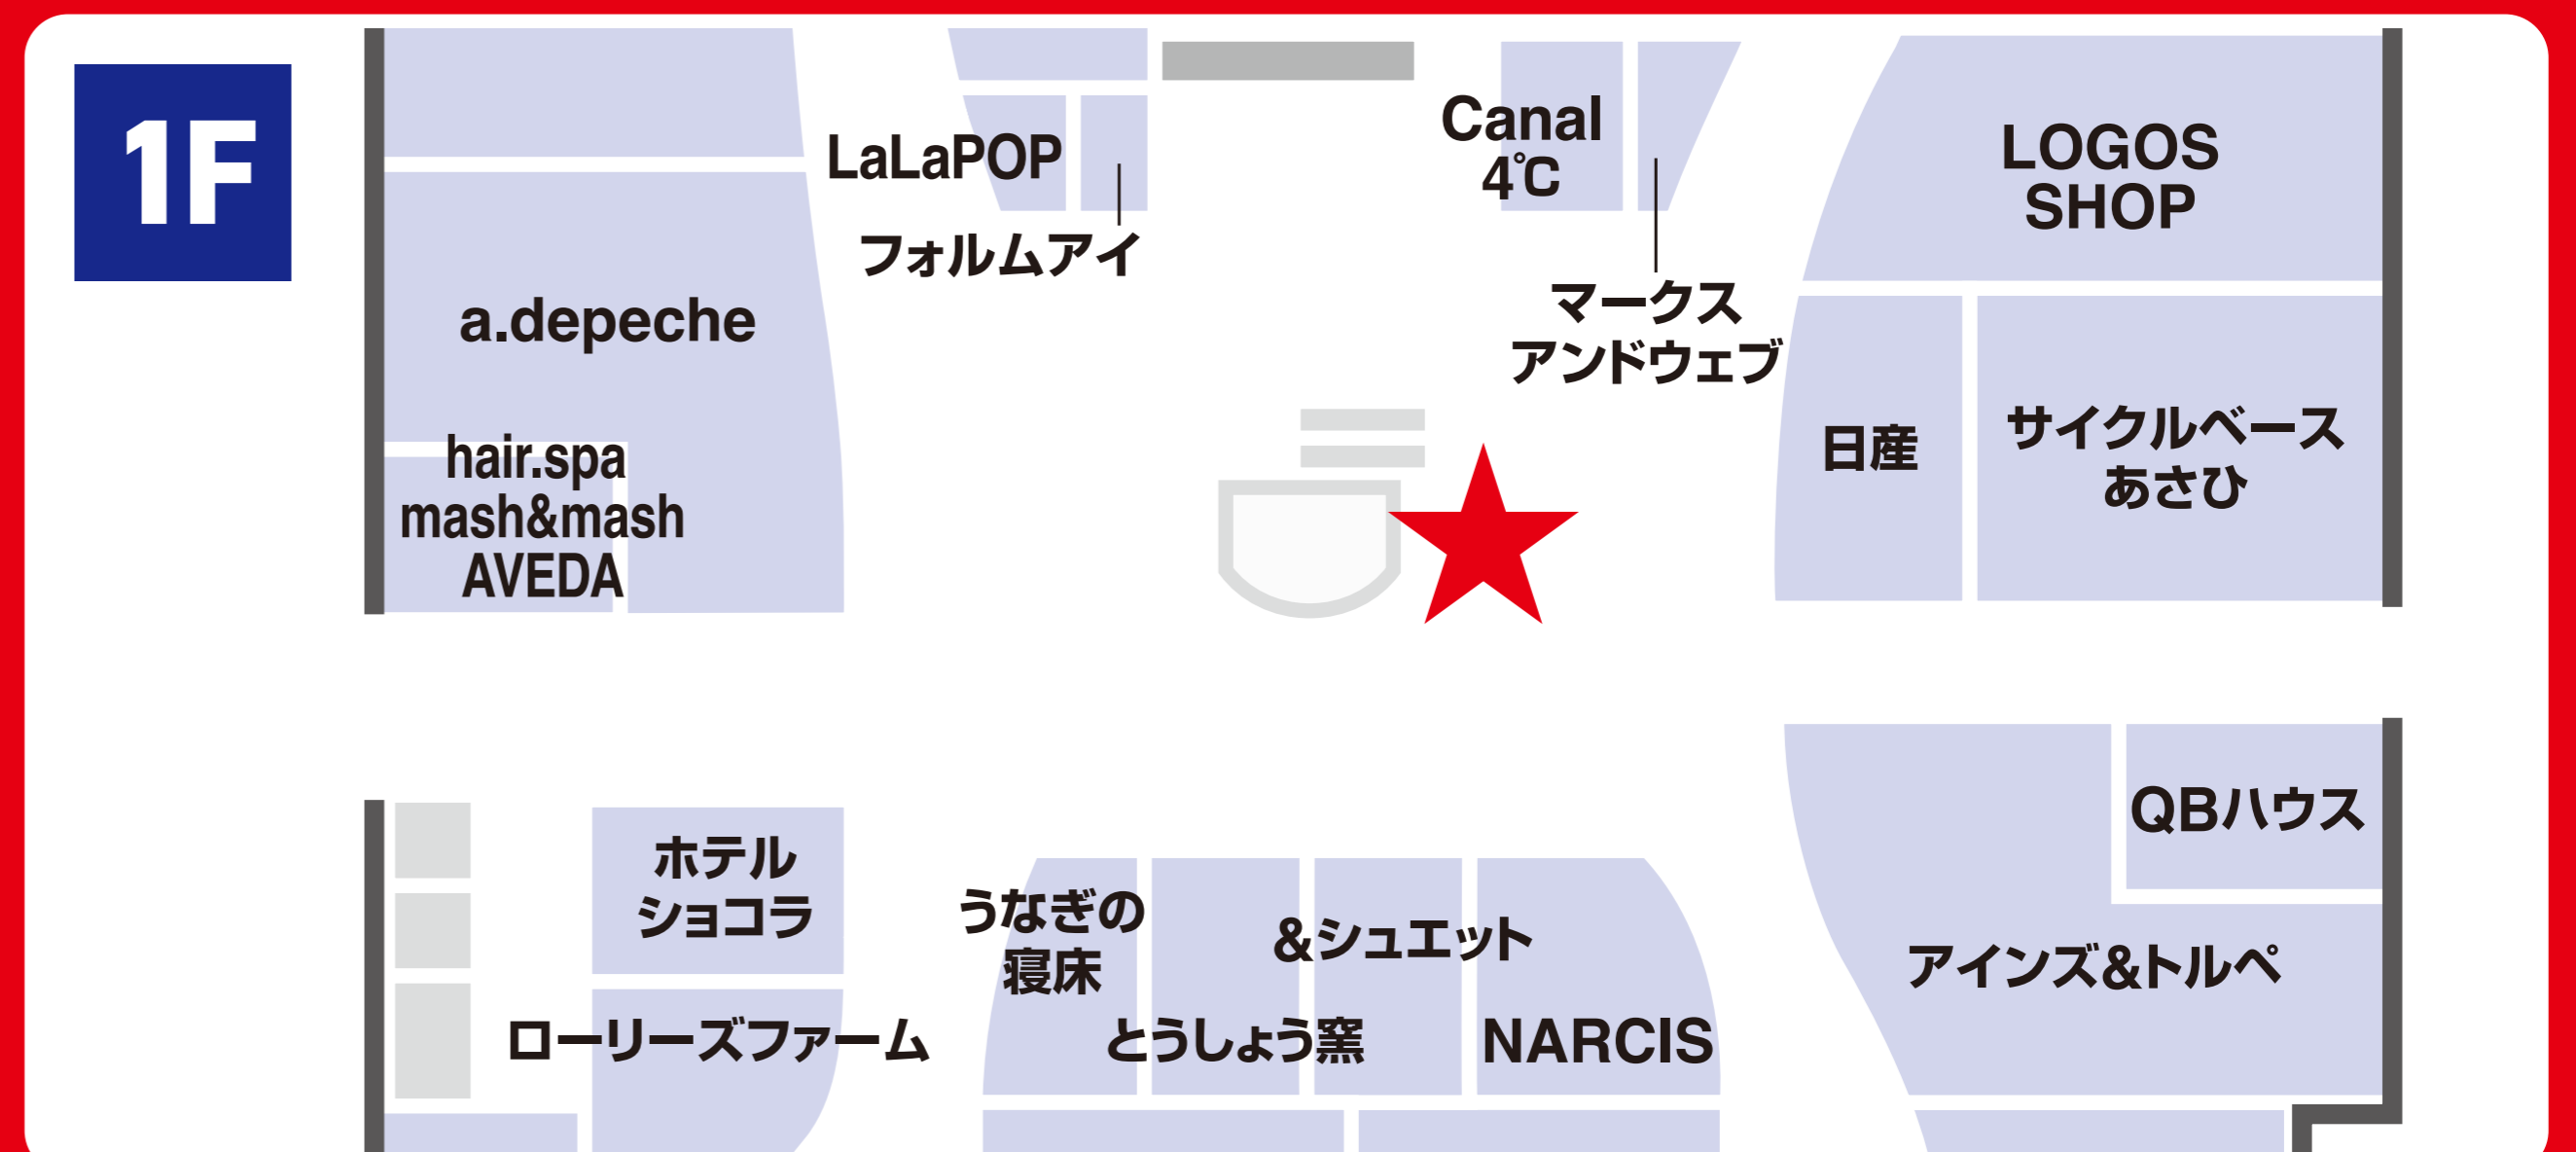 1F
LaLaPOP
フォルムアイ
Canal
4℃
マークス
アンドウェブ
LOGOS
SHOP
a.depeche
hair.spa
mash&mash
AVEDA
日産
サイクルベース
あさひ
ホテル
ショコラ
ローリーズファーム
うなぎの
寝床
&シュエット
とうしょう窯
NARCIS
QBハウス
アインズ&トルペ